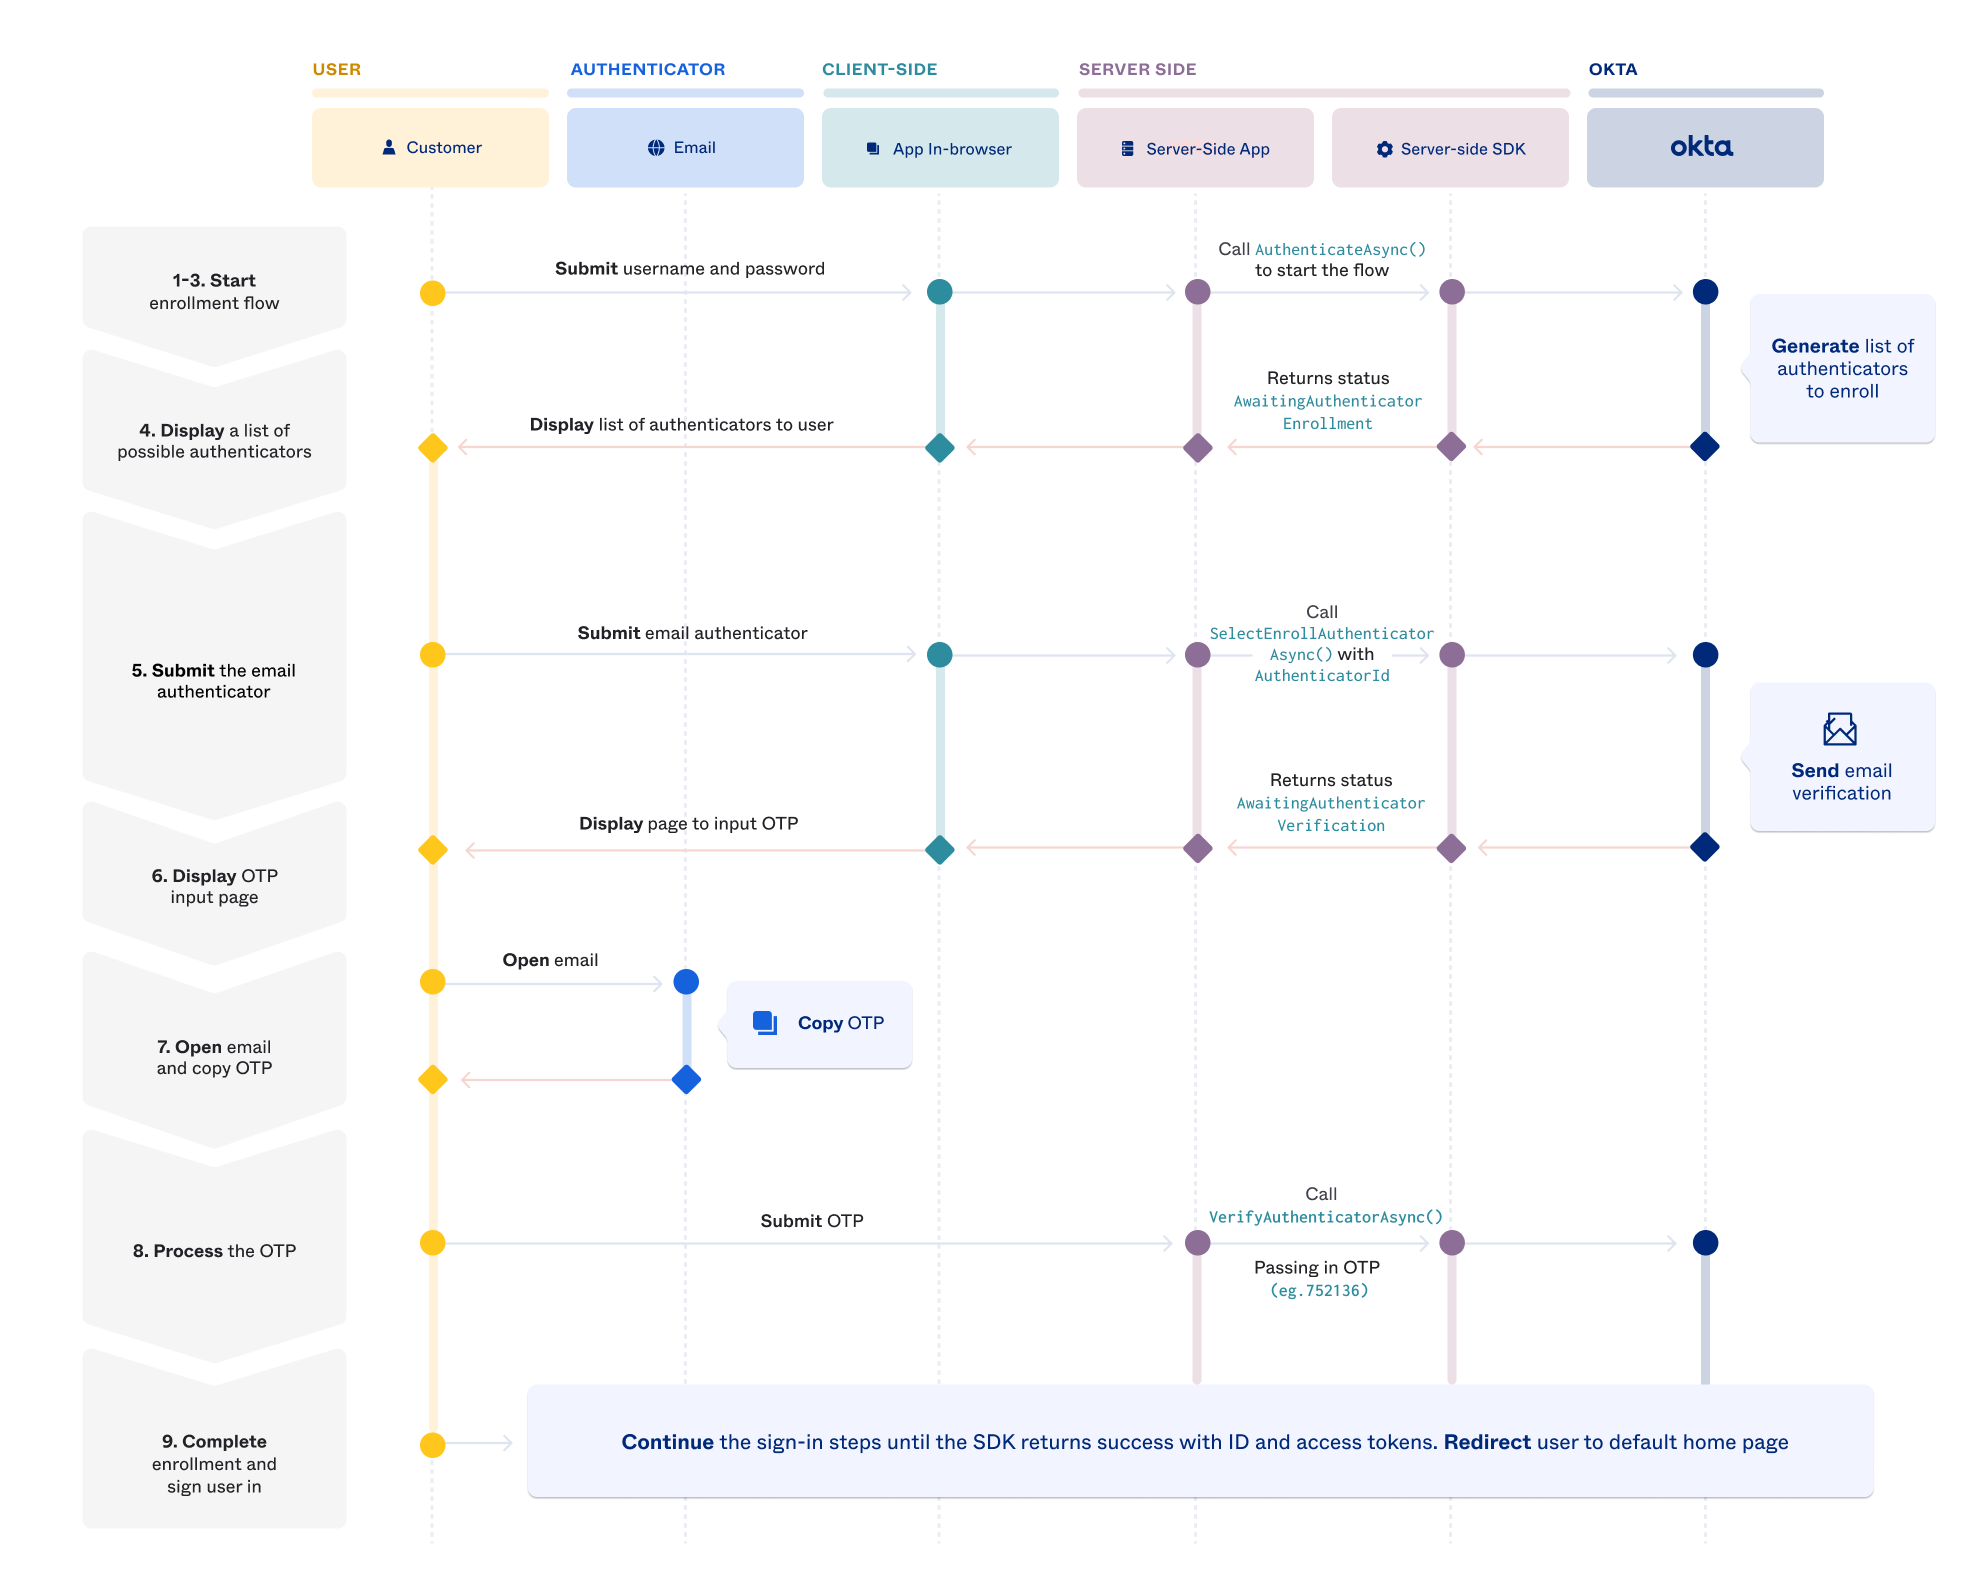 USER
AUTHENTICATOR
CLIENT-SIDE
SERVER SIDE
OKTA
Customer
Email
App In-browser
Server-Side App
Server-side SDK
okta
1-3. Start
enrollment flow
Submit username and password
Call AuthenticateAsync()
to start the flow
Generate list of
authenticators
to enroll
4. Display a list of
possible authenticators
Display list of authenticators to user
Returns status
AwaitingAuthenticator
Enrollment
5. Submit the email
authenticator
Submit email authenticator
Call
SelectEnrollAuthenticator
Async() with
AuthenticatorId
Send email
verification
Returns status
AwaitingAuthenticator
Verification
Display page to input OTP
6. Display OTP
input page
Open email
Copy OTP
7. Open email
and copy OTP
8. Process the OTP
Submit OTP
Call
VerifyAuthenticatorAsync()
Passing in OTP
(eg.752136)
9. Complete
enrollment and
sign user in
Continue the sign-in steps until the SDK returns success with ID and access tokens. Redirect user to default home page